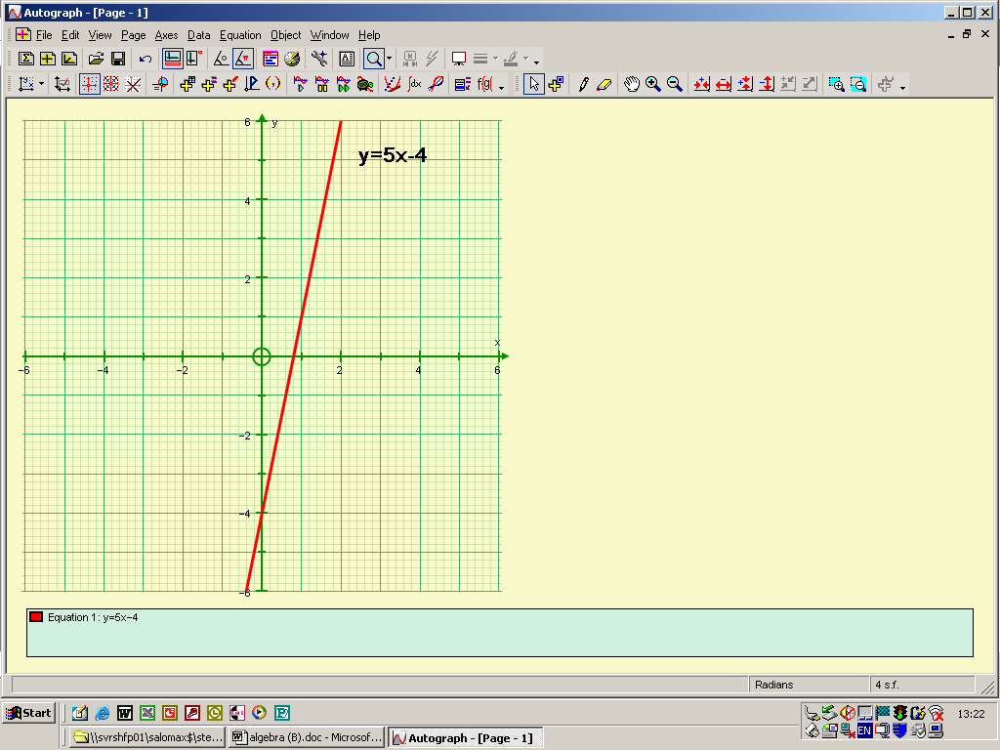 Autograph - [Page - 1]
File Edit View Page Axes Data Equation Object Window Help
6 y
y=5x-4
4
2
x
-6 -4 -2 2 4 6
-2
-4
-6
Equation 1: y=5x-4
Radians 4 s.f.
Start 13:22
\\svrshfp01\salomax$\ste... algebra (B).doc - Microsof... Autograph - [Page - 1]
EN